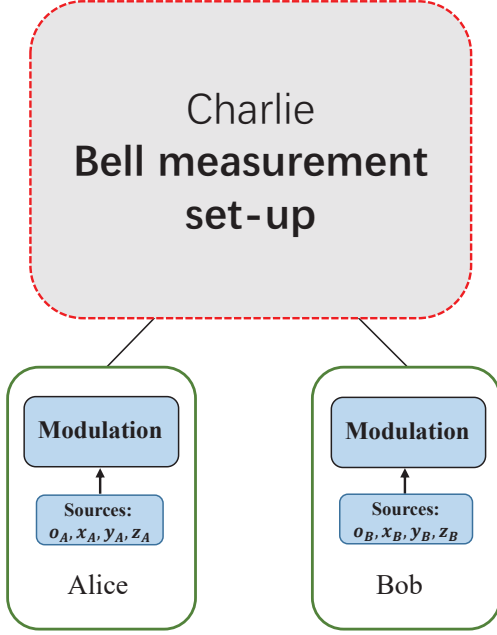 Charlie
Bell measurement
set-up
Modulation
Sources:
o_A, x_A, y_A, z_A
Alice
Modulation
Sources:
o_B, x_B, y_B, z_B
Bob